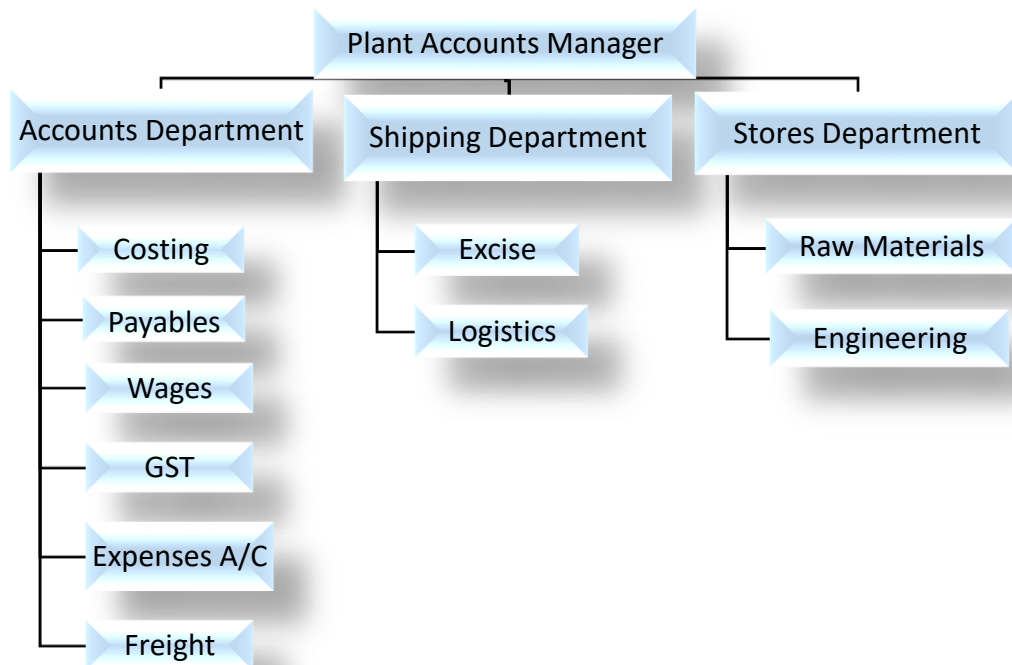 Plant Accounts Manager
Accounts Department
Shipping Department
Stores Department
Costing
Payables
Wages
GST
Expenses A/C
Freight
Excise
Logistics
Raw Materials
Engineering